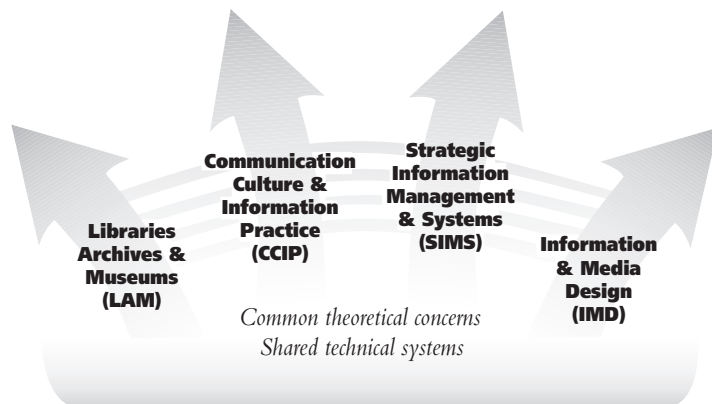 Libraries
Archives &
Museums
(LAM)
Communication
Culture &
Information
Practice
(CCIP)
Strategic
Information
Management
& Systems
(SIMS)
Information
& Media
Design
(IMD)
Common theoretical concerns
Shared technical systems